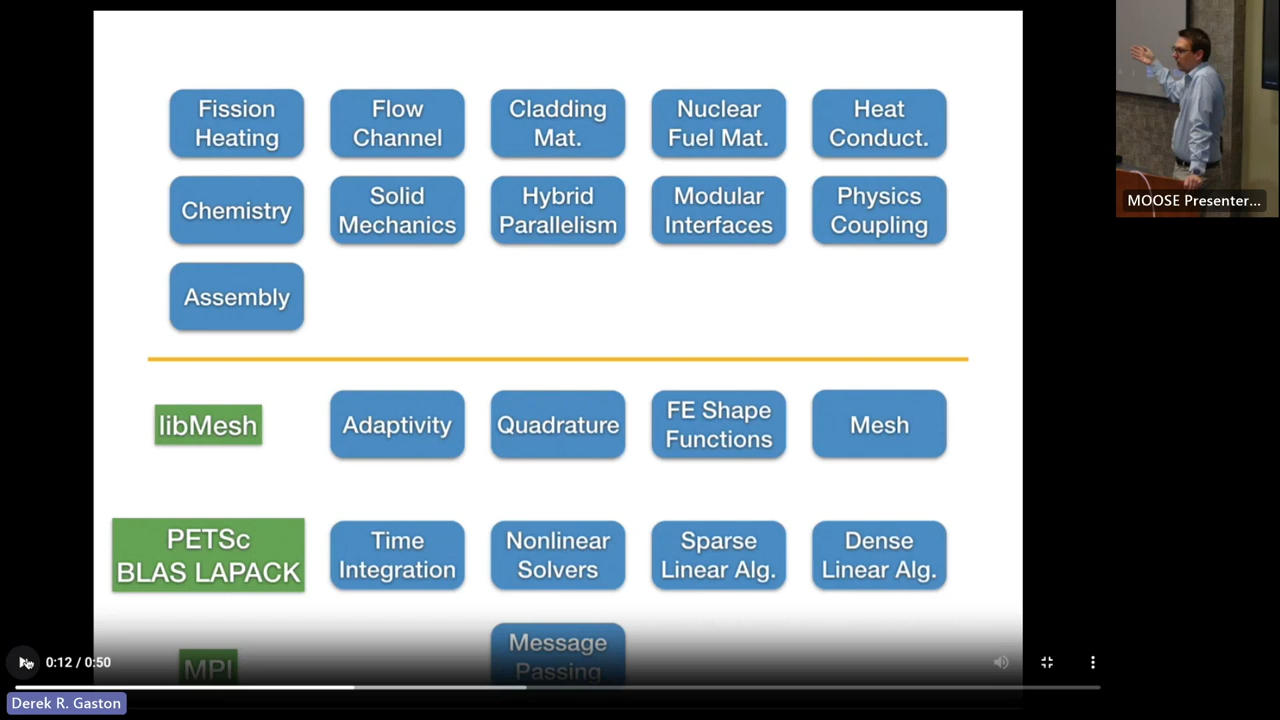 Fission
Heating
Flow
Channel
Cladding
Mat.
Nuclear
Fuel Mat.
Heat
Conduct.
Chemistry
Solid
Mechanics
Hybrid
Parallelism
Modular
Interfaces
Physics
Coupling
Assembly
libMesh
Adaptivity
Quadrature
FE Shape
Functions
Mesh
PETSc
BLAS LAPACK
Time
Integration
Nonlinear
Solvers
Sparse
Linear Alg.
Dense
Linear Alg.
MPI
Message
Passing
0:12 / 0:50
Derek R. Gaston
MOOSE Presenter...